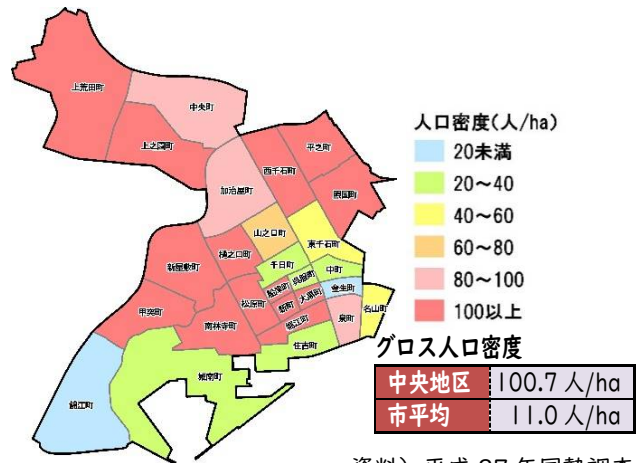 上荒田町
中央町
上之園町
平之町
西千石町
照国町
加治屋町
山之口町
東千石町
樋之口町
千日町
中町
新屋敷町
呉服町
船津町
金生町
大黒町
松原町
新町
名山町
甲突町
泉町
南林寺町
堀江町
住吉町
城南町
錦江町
人口密度(人/ha)
20未満
20～40
40～60
60～80
80～100
100以上
グロス人口密度
中央地区 100.7 人/ha
市平均 11.0 人/ha